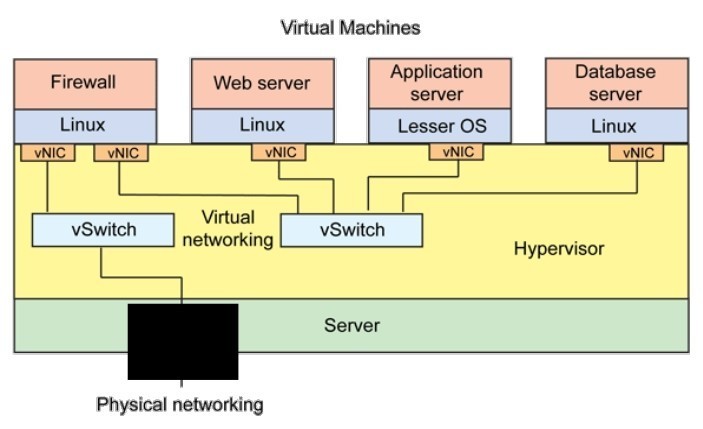 Virtual Machines
Firewall
Linux
Web server
Linux
Application
server
Lesser OS
Database
server
Linux
vNIC
vNIC
vNIC
vNIC
vNIC
vSwitch
Virtual
networking
vSwitch
Hypervisor
Server
Physical networking